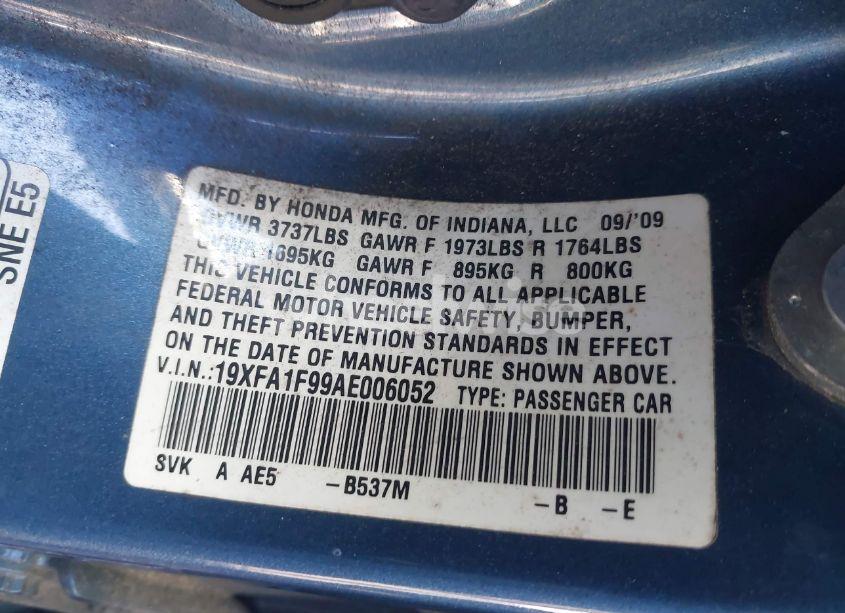 SNE E5
MFD. BY HONDA MFG. OF INDIANA, LLC 09/'09
GVWR 3737LBS GAWR F 1973LBS R 1764LBS
GVWR 1695KG GAWR F 895KG R 800KG
THIS VEHICLE CONFORMS TO ALL APPLICABLE
FEDERAL MOTOR VEHICLE SAFETY, BUMPER,
AND THEFT PREVENTION STANDARDS IN EFFECT
ON THE DATE OF MANUFACTURE SHOWN ABOVE.
V.I.N.:19XFA1F99AE006052 TYPE: PASSENGER CAR
SVK A AE5 -B537M -B -E